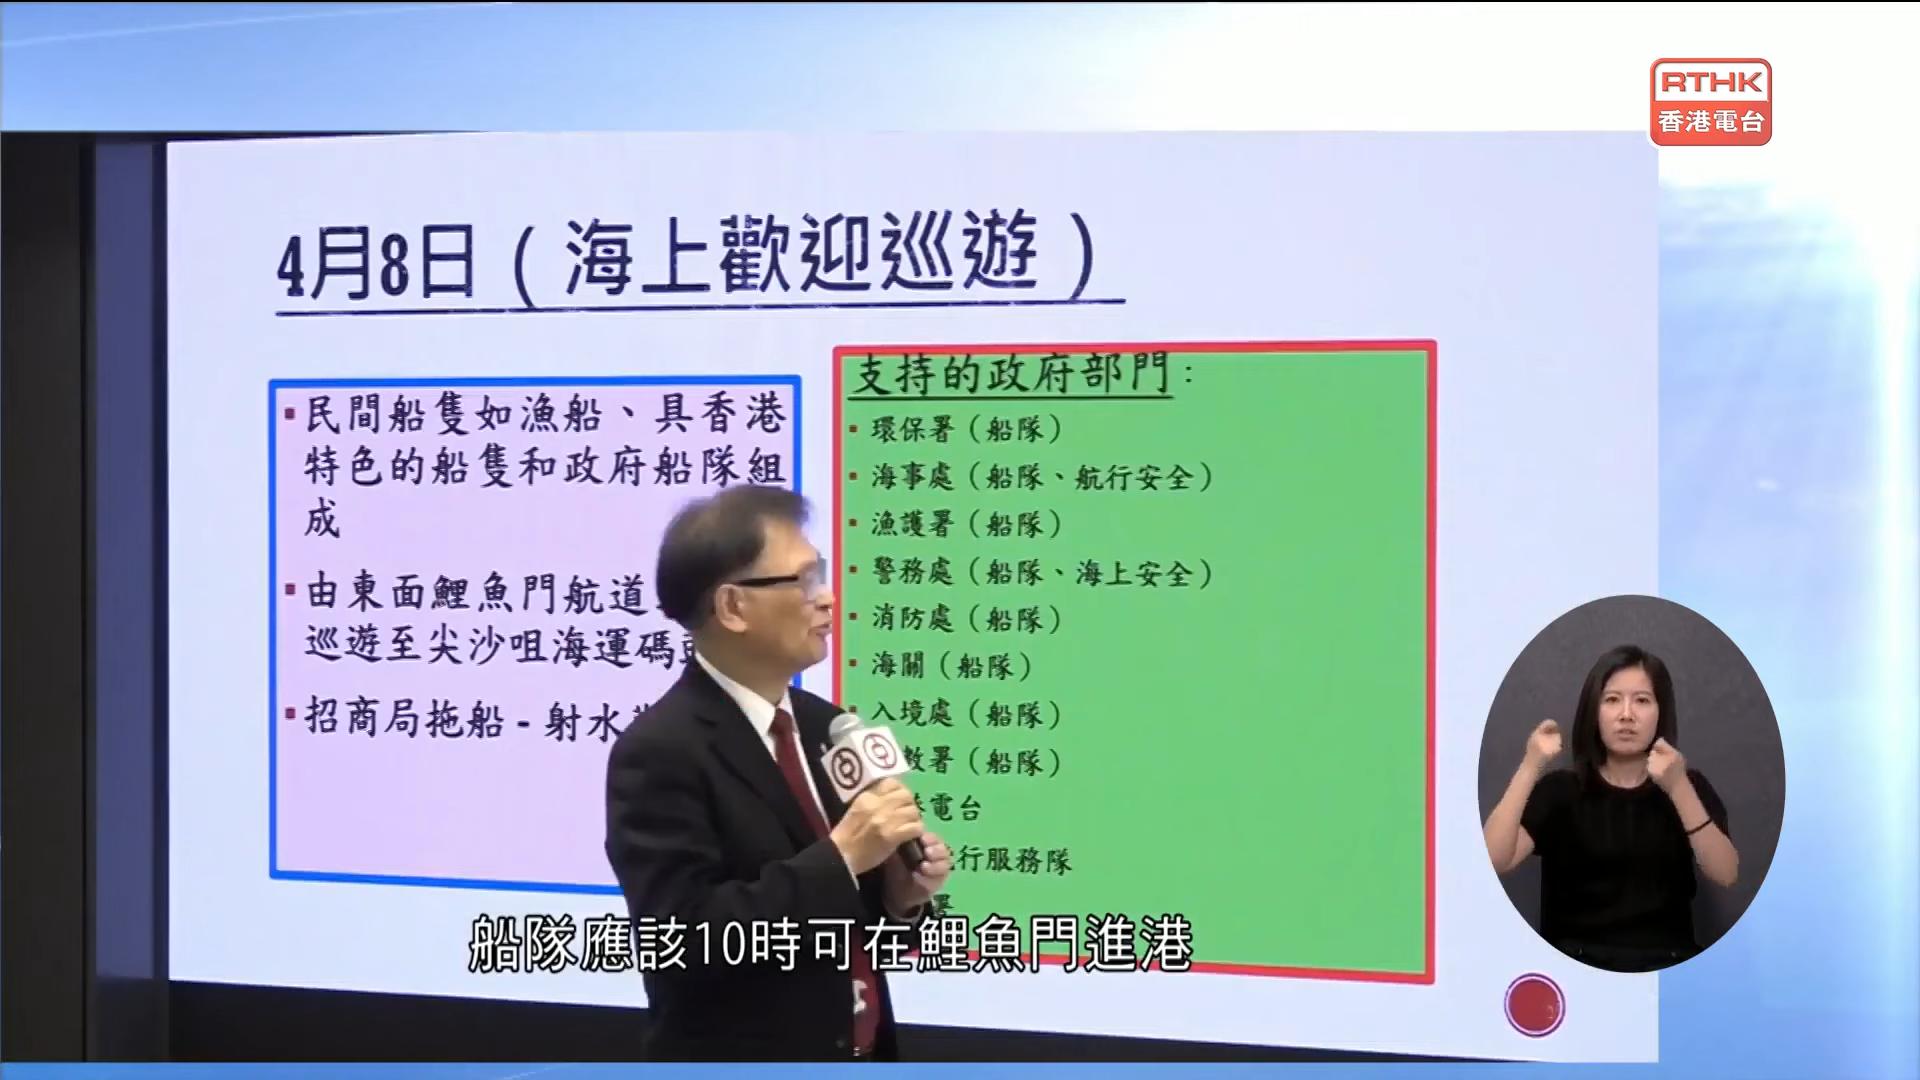 RTHK
香港電台
4月8日（海上歡迎巡遊）
▪民間船隻如漁船、具香港
特色的船隻和政府船隊組
成
▪由東面鯉魚門航道
巡遊至尖沙咀海運碼
▪招商局拖船 - 射水
支持的政府部門：
▪環保署（船隊）
▪海事處（船隊、航行安全）
▪漁護署（船隊）
▪警務處（船隊、海上安全）
▪消防處（船隊）
▪海關（船隊）
▪入境處（船隊）
署（船隊）
電台
行服務隊
署
船隊應該10時可在鯉魚門進港